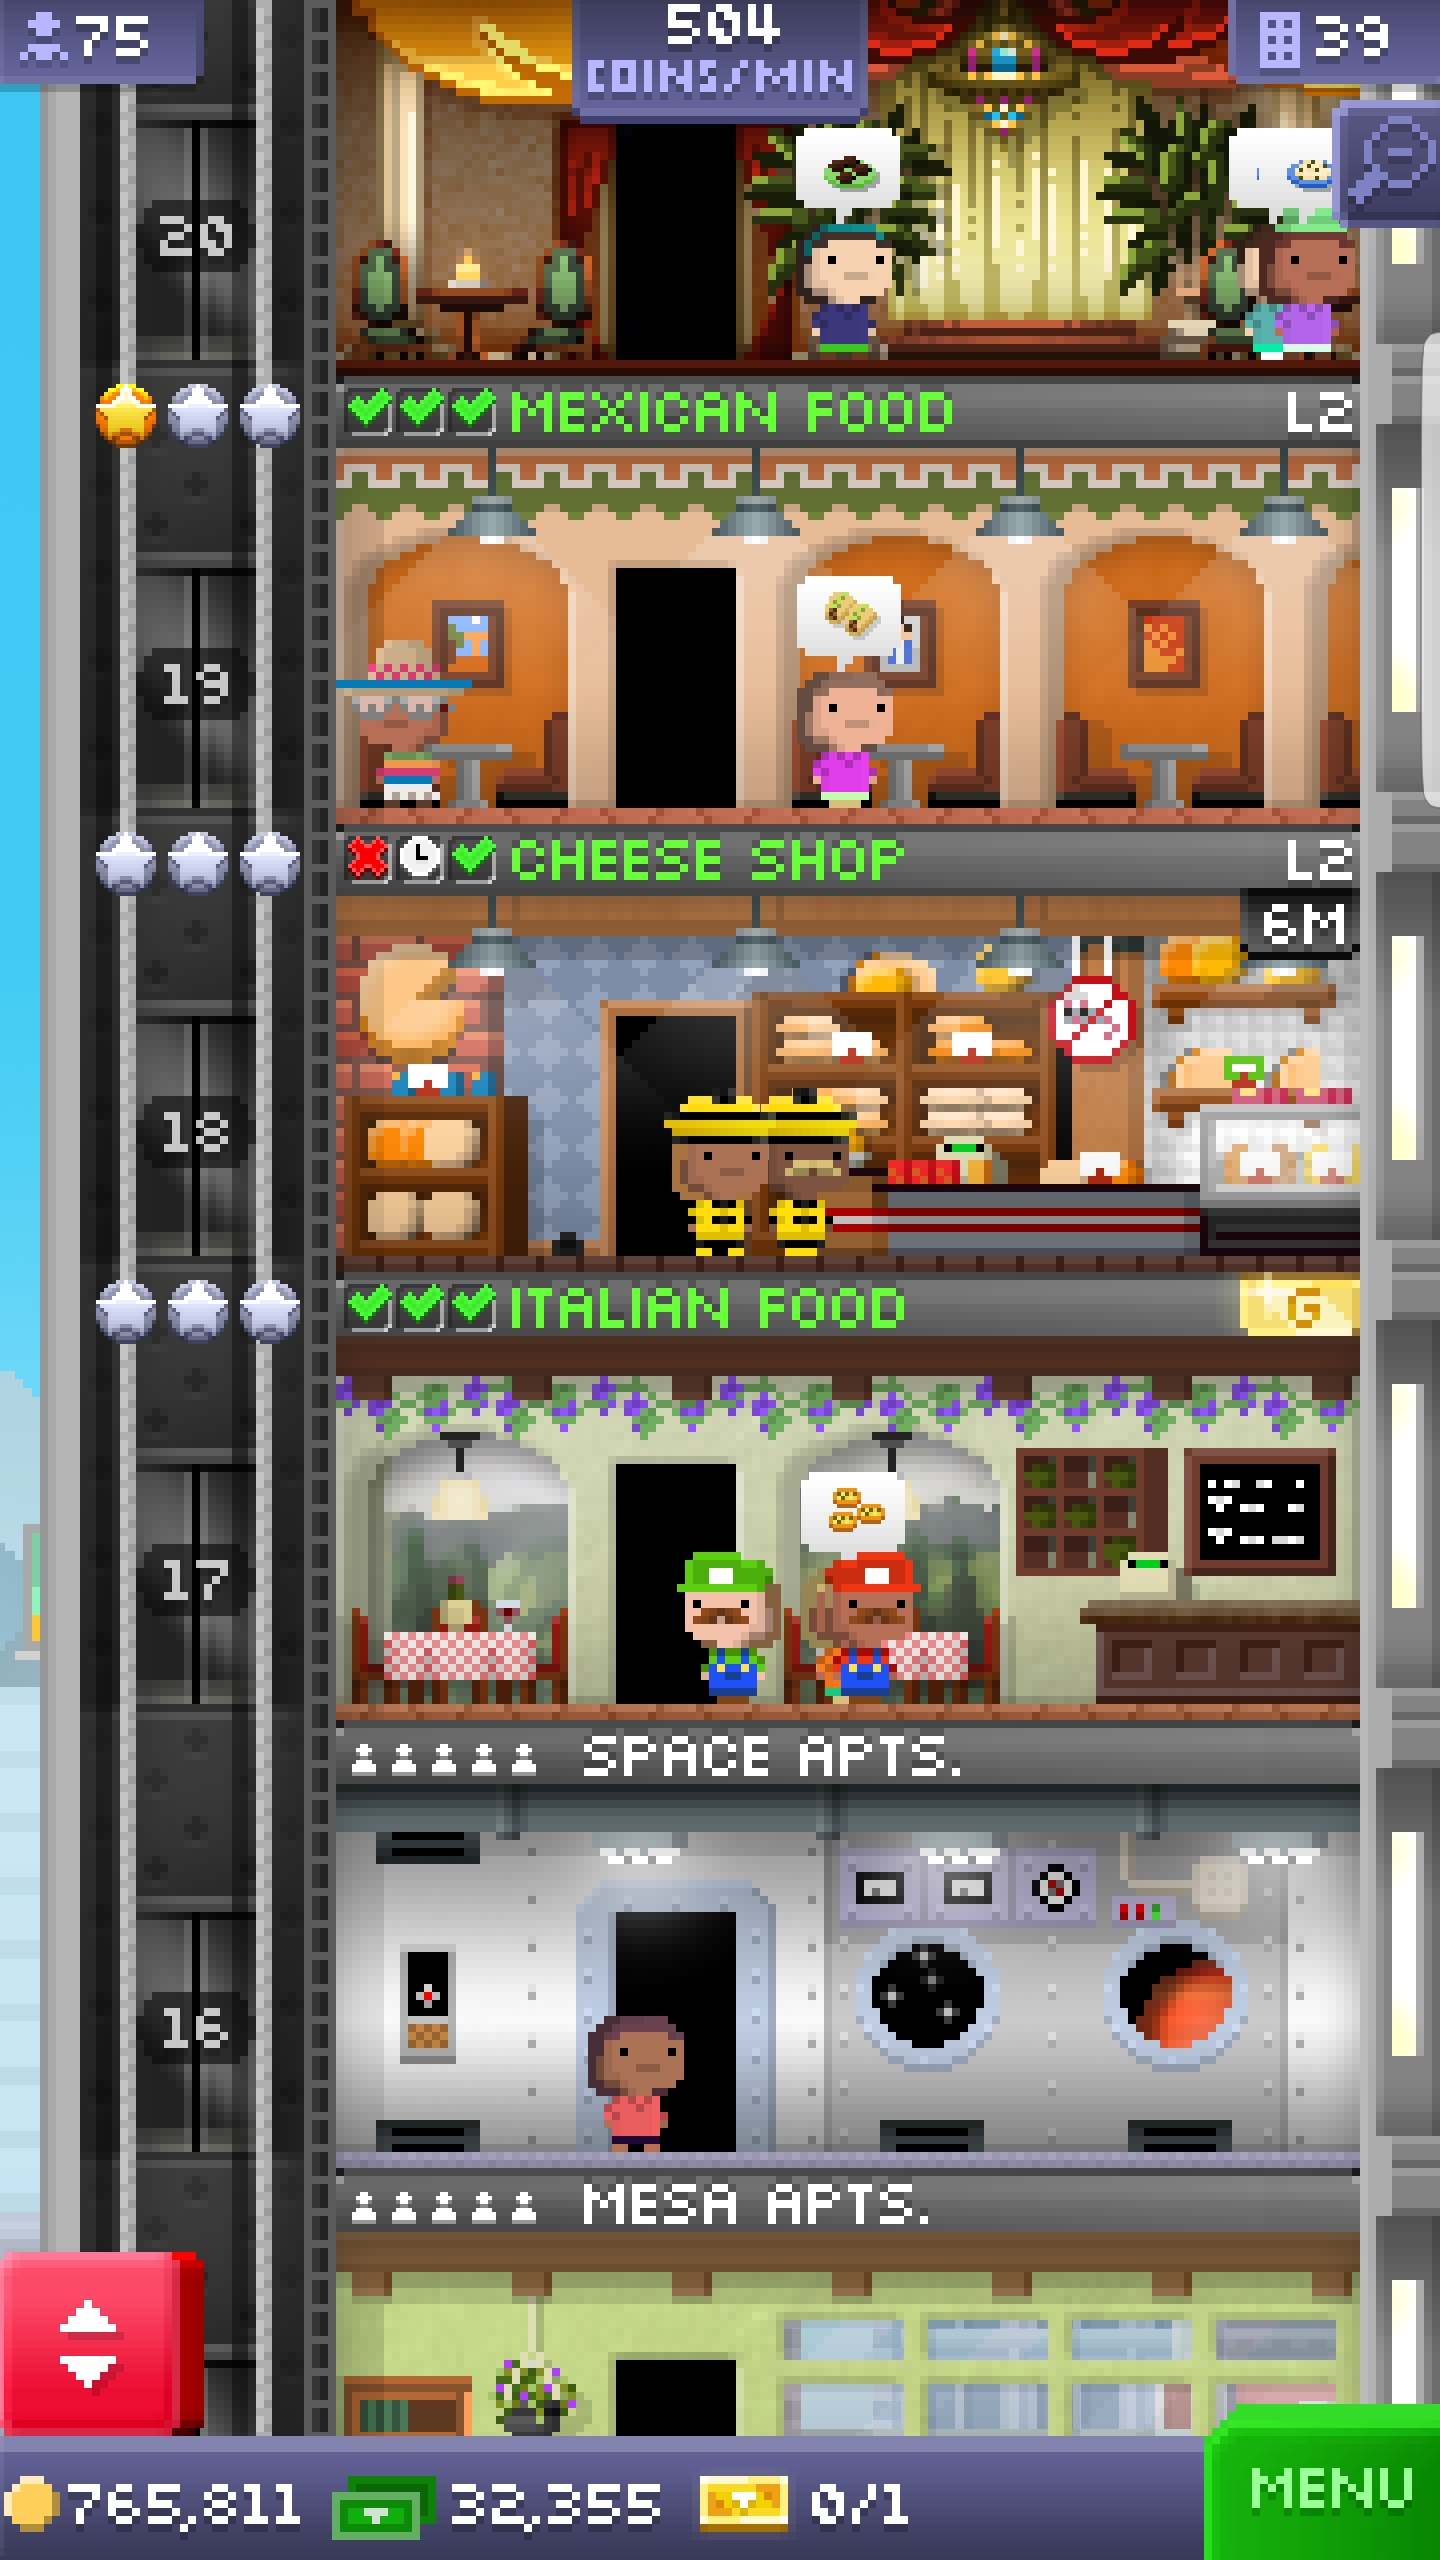 75
504
COINS/MIN
39
20
MEXICAN FOOD L2
19
CHEESE SHOP L2
6M
18
ITALIAN FOOD G
17
SPACE APTS.
16
MESA APTS.
765,811 32,355 0/1 MENU